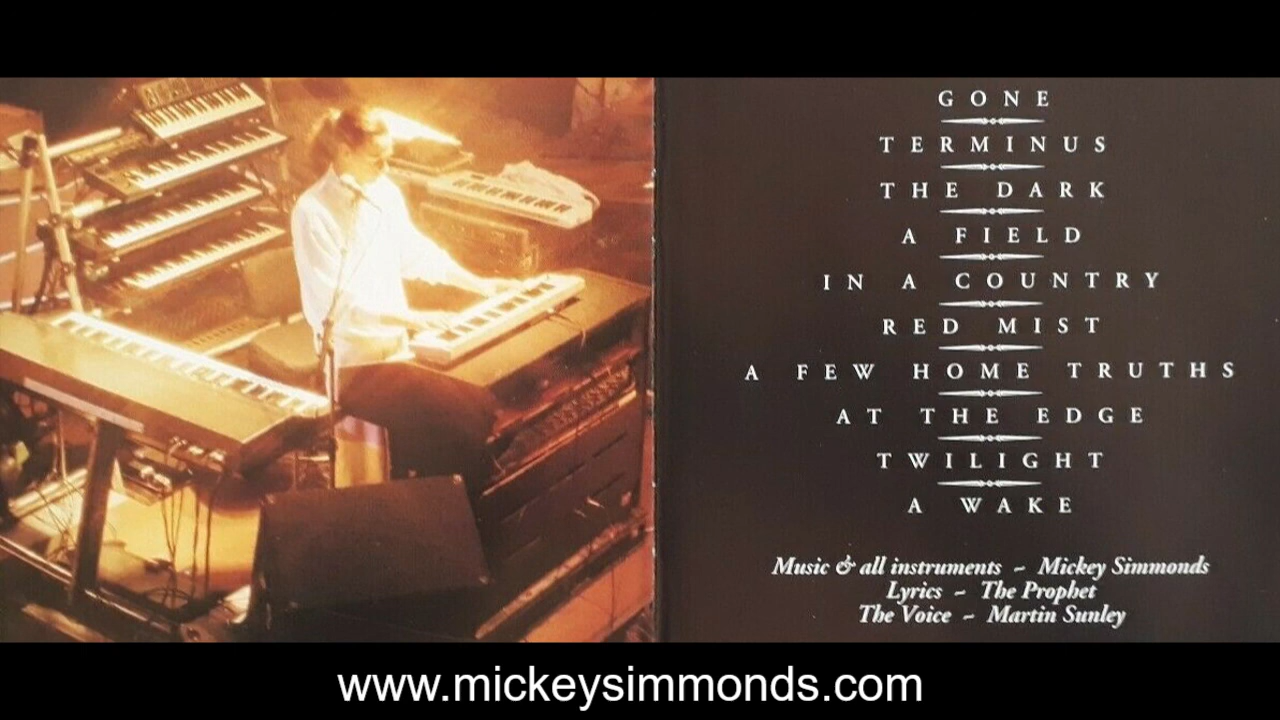 GONE
TERMINUS
THE DARK
A FIELD
IN A COUNTRY
RED MIST
A FEW HOME TRUTHS
AT THE EDGE
TWILIGHT
A WAKE
Music & all instruments ~ Mickey Simmonds
Lyrics ~ The Prophet
The Voice ~ Martin Sunley
www.mickeysimmonds.com